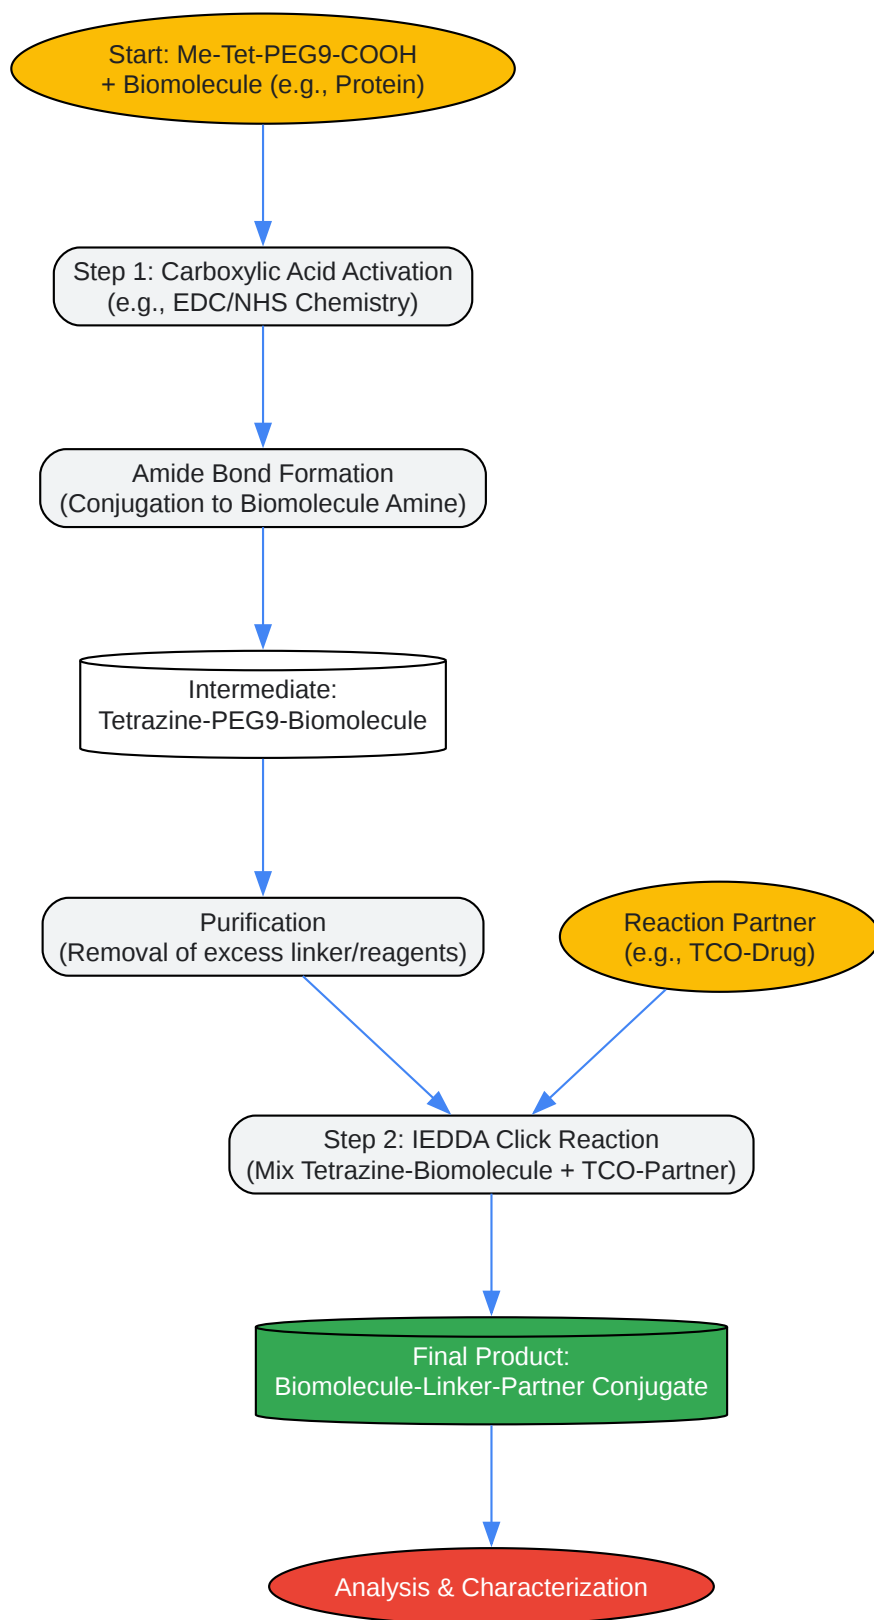 Start: Me-Tet-PEG9-COOH
+ Biomolecule (e.g., Protein)
Step 1: Carboxylic Acid Activation
(e.g., EDC/NHS Chemistry)
Amide Bond Formation
(Conjugation to Biomolecule Amine)
Intermediate:
Tetrazine-PEG9-Biomolecule
Purification
(Removal of excess linker/reagents)
Reaction Partner
(e.g., TCO-Drug)
Step 2: IEDDA Click Reaction
(Mix Tetrazine-Biomolecule + TCO-Partner)
Final Product:
Biomolecule-Linker-Partner Conjugate
Analysis & Characterization